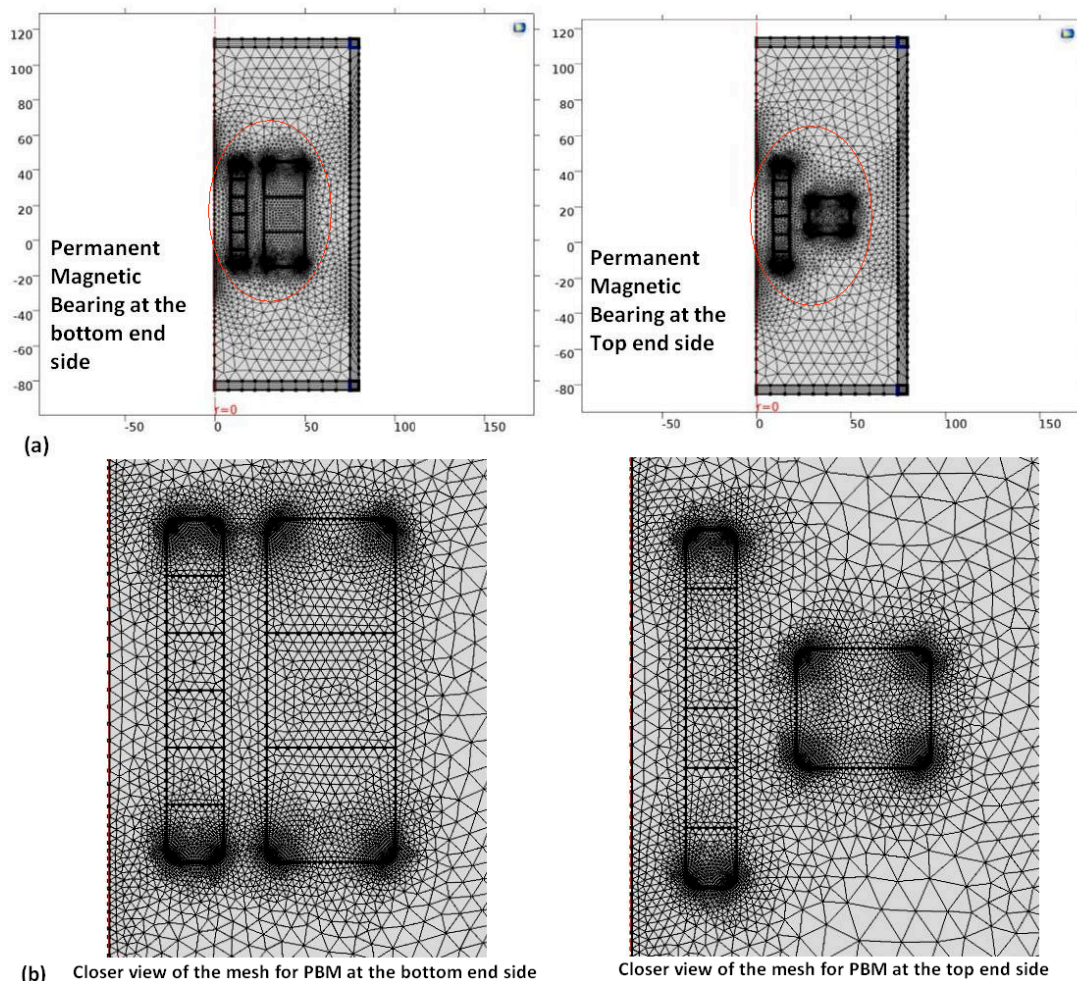 120
100
80
60
40
20
0
-20
-40
-60
-80
-50
0
50
100
150
r=0
Permanent
Magnetic
Bearing at the
bottom end
side
120
100
80
60
40
20
0
-20
-40
-60
-80
-50
0
50
100
150
r=0
Permanent
Magnetic
Bearing at the
Top end side
(a)
(b) Closer view of the mesh for PBM at the bottom end side
Closer view of the mesh for PBM at the top end side